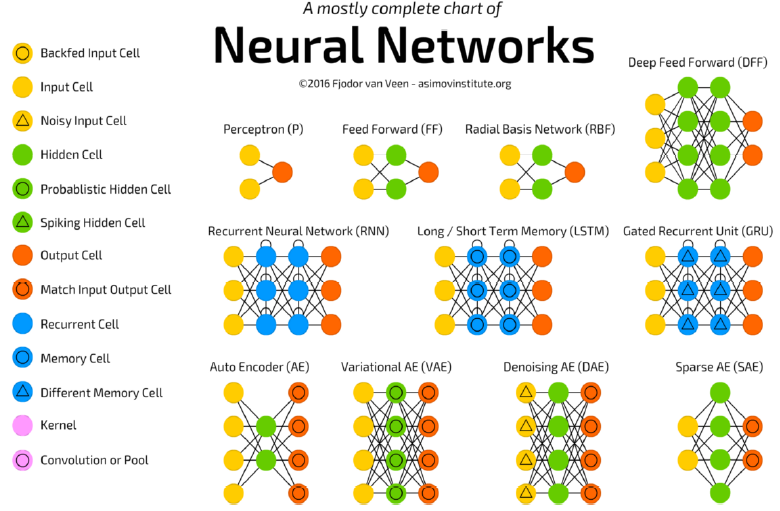 A mostly complete chart of
Neural Networks
©2016 Fjodor van Veen - asimovinstitute.org
Backfed Input Cell
Input Cell
Noisy Input Cell
Hidden Cell
Probablistic Hidden Cell
Spiking Hidden Cell
Output Cell
Match Input Output Cell
Recurrent Cell
Memory Cell
Different Memory Cell
Kernel
Convolution or Pool
Deep Feed Forward (DFF)
Perceptron (P)
Feed Forward (FF)
Radial Basis Network (RBF)
Recurrent Neural Network (RNN)
Long / Short Term Memory (LSTM)
Gated Recurrent Unit (GRU)
Auto Encoder (AE)
Variational AE (VAE)
Denoising AE (DAE)
Sparse AE (SAE)